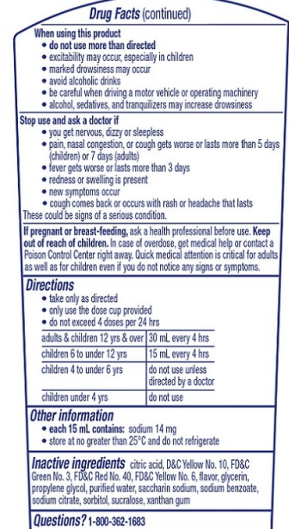 Drug Facts (continued)
When using this product
• do not use more than directed
• excitability may occur, especially in children
• marked drowsiness may occur
• avoid alcoholic drinks
• be careful when driving a motor vehicle or operating machinery
• alcohol, sedatives, and tranquilizers may increase drowsiness
Stop use and ask a doctor if
• you get nervous, dizzy or sleepless
• pain, nasal congestion, or cough gets worse or lasts more than 5 days
(children) or 7 days (adults)
• fever gets worse or lasts more than 3 days
• redness or swelling is present
• new symptoms occur
• cough comes back or occurs with rash or headache that lasts
These could be signs of a serious condition.
If pregnant or breast-feeding, ask a health professional before use. Keep
out of reach of children. In case of overdose, get medical help or contact a
Poison Control Center right away. Quick medical attention is critical for adults
as well as for children even if you do not notice any signs or symptoms.
Directions
• take only as directed
• only use the dose cup provided
• do not exceed 4 doses per 24 hrs
adults & children 12 yrs & over 30 mL every 4 hrs
children 6 to under 12 yrs 15 mL every 4 hrs
children 4 to under 6 yrs do not use unless
directed by a doctor
children under 4 yrs do not use
Other information
• each 15 mL contains: sodium 14 mg
• store at no greater than 25°C and do not refrigerate
Inactive ingredients citric acid, D&C Yellow No. 10, FD&C
Green No. 3, FD&C Red No. 40, FD&C Yellow No. 6, flavor, glycerin,
propylene glycol, purified water, saccharin sodium, sodium benzoate,
sodium citrate, sorbitol, sucralose, xanthan gum
Questions? 1-800-362-1683